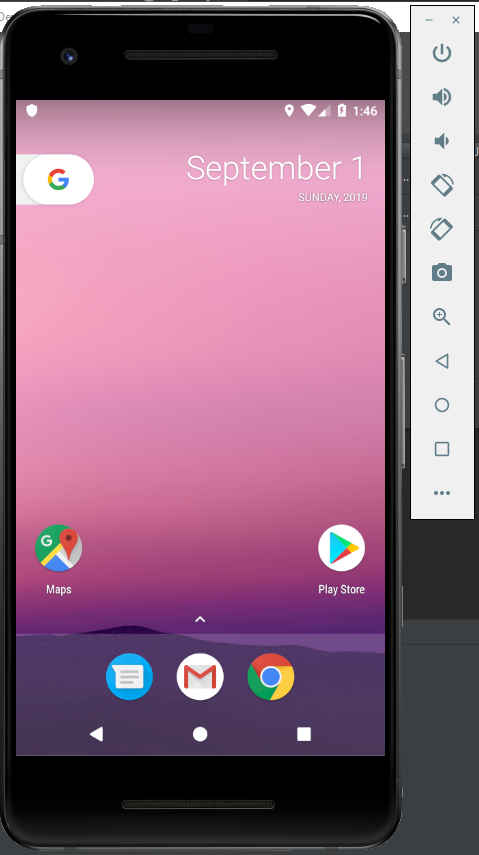 1:46
G
September 1
SUNDAY, 2019
G
Maps
Play Store